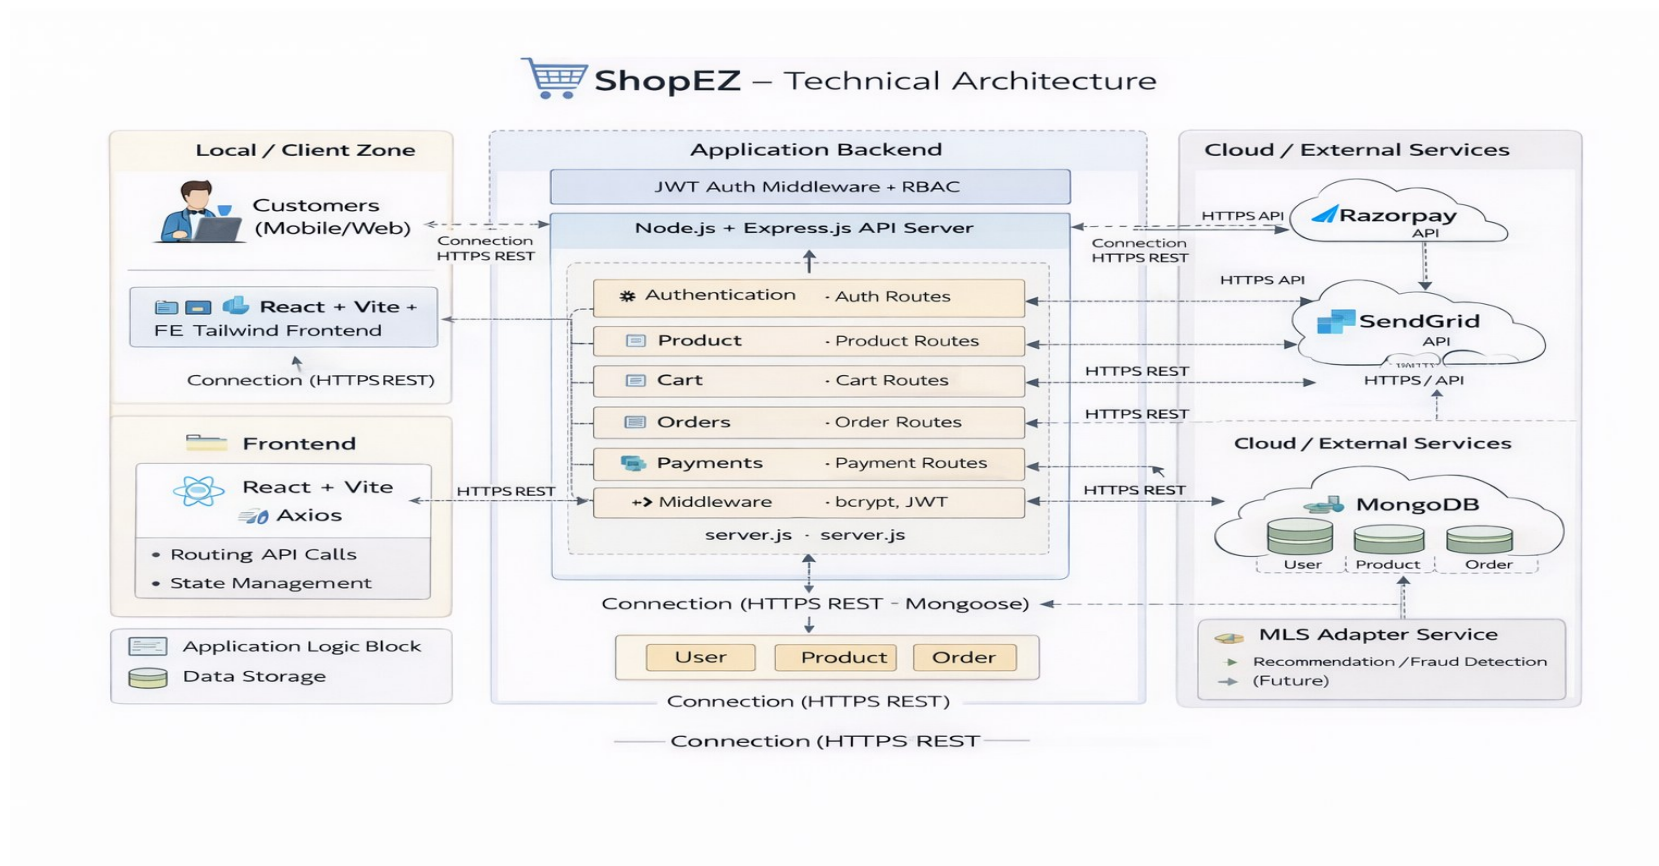 ShopEZ – Technical Architecture
Local / Client Zone
Customers
(Mobile/Web)
Connection
HTTPS REST
React + Vite +
FE Tailwind Frontend
Connection (HTTPS REST)
Frontend
React + Vite
Axios
HTTPS REST
• Routing API Calls
• State Management
Application Logic Block
Data Storage
Application Backend
JWT Auth Middleware + RBAC
Node.js + Express.js API Server
Authentication · Auth Routes
Product · Product Routes
Cart · Cart Routes
Orders · Order Routes
Payments · Payment Routes
Middleware · bcrypt, JWT
server.js · server.js
Connection (HTTPS REST - Mongoose)
User Product Order
Connection (HTTPS REST)
Connection (HTTPS REST
Cloud / External Services
HTTPS API
Razorpay
API
Connection
HTTPS REST
HTTPS API
SendGrid
API
HTTPS / API
HTTPS REST
HTTPS REST
HTTPS REST
Cloud / External Services
MongoDB
User Product Order
MLS Adapter Service
Recommendation / Fraud Detection
(Future)